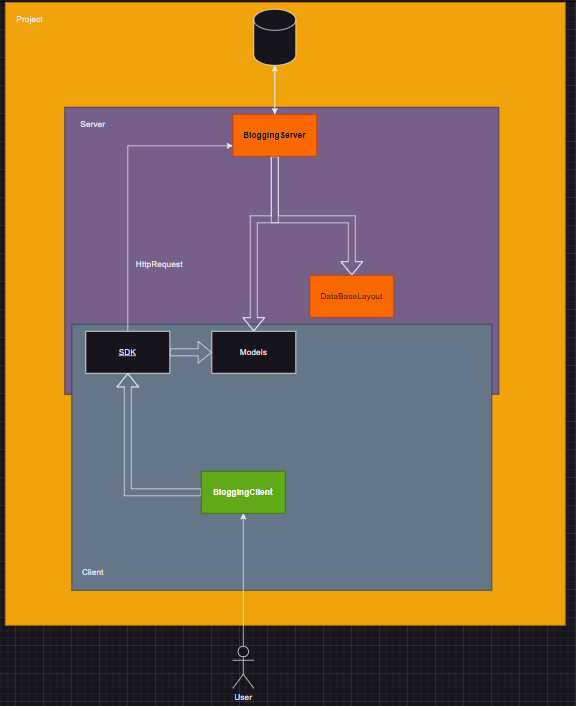 Project
Server
BloggingServer
HttpRequest
DataBaseLayout
SDK
Models
BloggingClient
Client
User